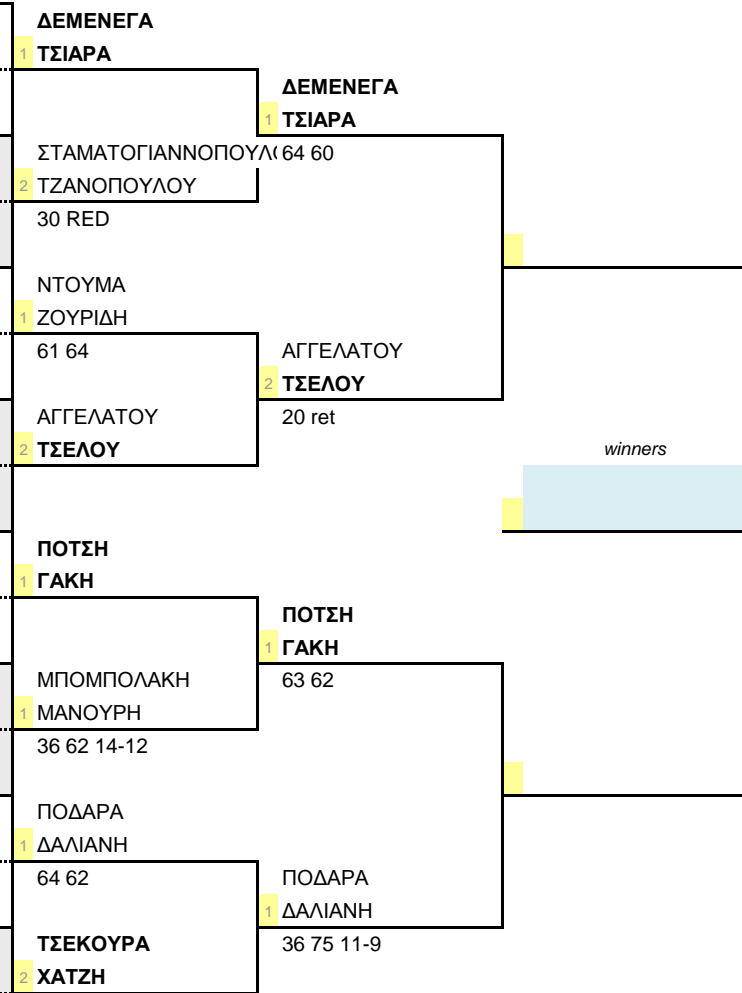 ΔΕΜΕΝΕΓΑ
1 ΤΣΙΑΡΑ
ΔΕΜΕΝΕΓΑ
1 ΤΣΙΑΡΑ
ΣΤΑΜΑΤΟΓΙΑΝΝΟΠΟΥΛ 64 60
2 ΤΖΑΝΟΠΟΥΛΟΥ
30 RED
ΝΤΟΥΜΑ
1 ΖΟΥΡΙΔΗ
61 64 ΑΓΓΕΛΑΤΟΥ
2 ΤΣΕΛΟΥ
ΑΓΓΕΛΑΤΟΥ 20 ret
2 ΤΣΕΛΟΥ winners
ΠΟΤΣΗ
1 ΓΑΚΗ
ΠΟΤΣΗ
1 ΓΑΚΗ
ΜΠΟΜΠΟΛΑΚΗ 63 62
1 ΜΑΝΟΥΡΗ
36 62 14-12
ΠΟΔΑΡΑ
1 ΔΑΛΙΑΝΗ
64 62 ΠΟΔΑΡΑ
1 ΔΑΛΙΑΝΗ
ΤΣΕΚΟΥΡΑ 36 75 11-9
2 ΧΑΤΖΗ